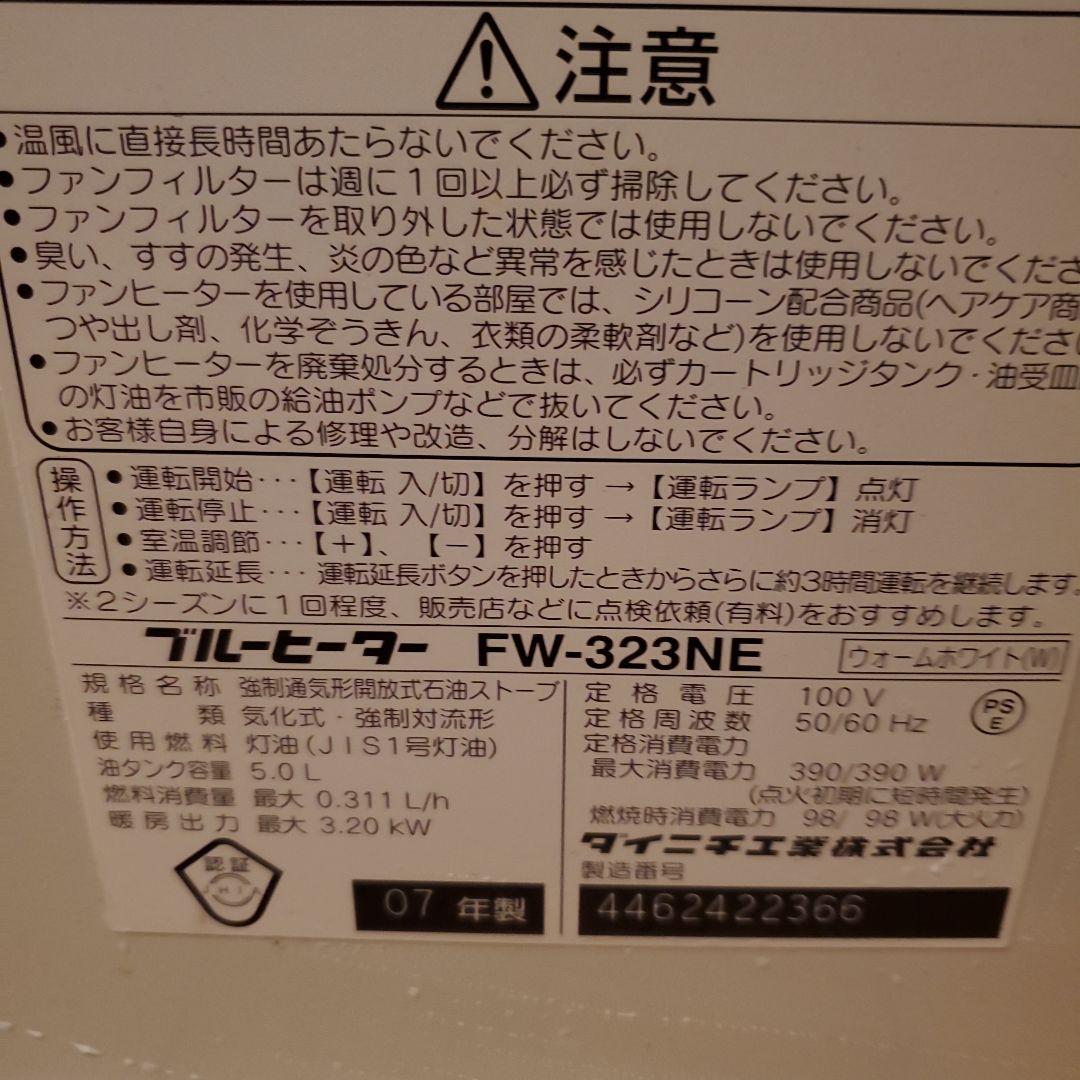 注意
●温風に直接長時間あたらないでください。
●ファンフィルターは週に1回以上必ず掃除してください。
●ファンフィルターを取り外した状態では使用しないでください。
●臭い、すすの発生、炎の色など異常を感じたときは使用しないでくださ
●ファンヒーターを使用している部屋では、シリコーン配合商品(ヘアケア商
つや出し剤、化学ぞうきん、衣類の柔軟剤など)を使用しないでくださ
●ファンヒーターを廃棄処分するときは、必ずカートリッジタンク・油受皿
の灯油を市販の給油ポンプなどで抜いてください。
●お客様自身による修理や改造、分解はしないでください。
操作方法
●運転開始･･･【運転 入/切】を押す→【運転ランプ】点灯
●運転停止･･･【運転 入/切】を押す→【運転ランプ】消灯
●室温調節･･･【＋】、【－】を押す
●運転延長･･･運転延長ボタンを押したときからさらに約3時間運転を継続します。
※2シーズンに1回程度、販売店などに点検依頼(有料)をおすすめします。
ブルーヒーター FW-323NE ウォームホワイト(W)
規格名称 強制通気形開放式石油ストーブ
種類 気化式・強制対流形
使用燃料 灯油(JIS1号灯油)
油タンク容量 5.0 L
燃料消費量 最大 0.311 L/h
暖房出力 最大 3.20 kW
認証
JHIA
07 年製
定格電圧 100 V
定格周波数 50/60 Hz
PS
E
定格消費電力
最大消費電力 390/390 W
(点火初期に短時間発生)
燃焼時消費電力 98/ 98 W(大火力)
ダイニチ工業株式会社
製造番号
4462422366